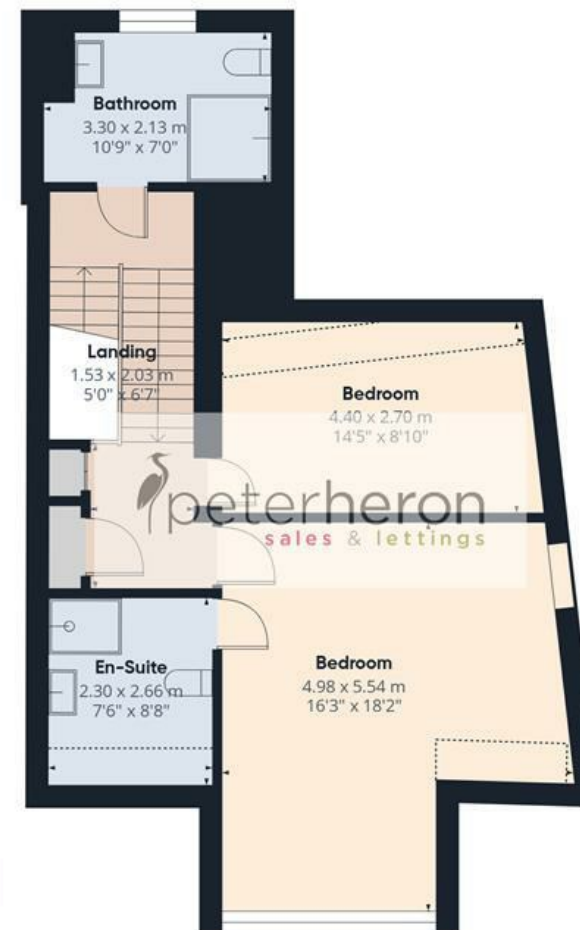 Bathroom
3.30 x 2.13 m
10'9" x 7'0"
Landing
1.53 x 2.03 m
5'0" x 6'7"
Bedroom
4.40 x 2.70 m
14'5" x 8'10"
peterheron
sales & lettings
En-Suite
2.30 x 2.66 m
7'6" x 8'8"
Bedroom
4.98 x 5.54 m
16'3" x 18'2"